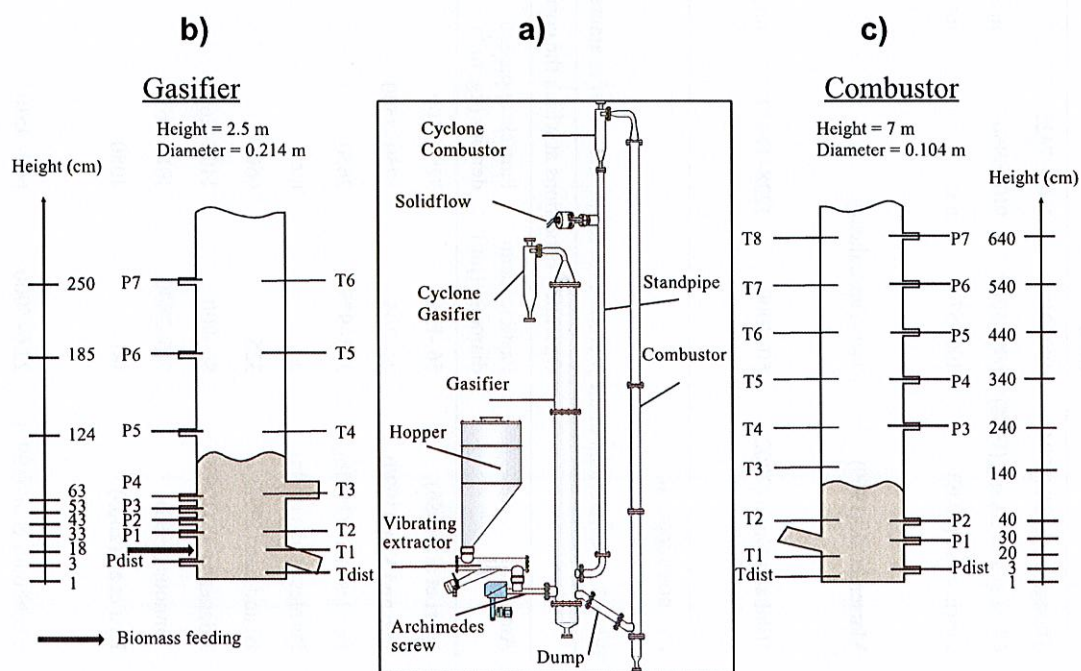 b)
Gasifier
Height = 2.5 m
Diameter = 0.214 m
Height (cm)
250
185
124
63
53
43
33
18
3
1
P7
P6
P5
P4
P3
P2
P1
Pdist
T6
T5
T4
T3
T2
T1
Tdist
Biomass feeding
a)
Cyclone
Combustor
Solidflow
Cyclone
Gasifier
Standpipe
Combustor
Gasifier
Hopper
Vibrating
extractor
Archimedes
screw
Dump
c)
Combustor
Height = 7 m
Diameter = 0.104 m
Height (cm)
T8
T7
T6
T5
T4
T3
T2
T1
Tdist
P7
P6
P5
P4
P3
P2
P1
Pdist
640
540
440
340
240
140
40
30
20
3
1